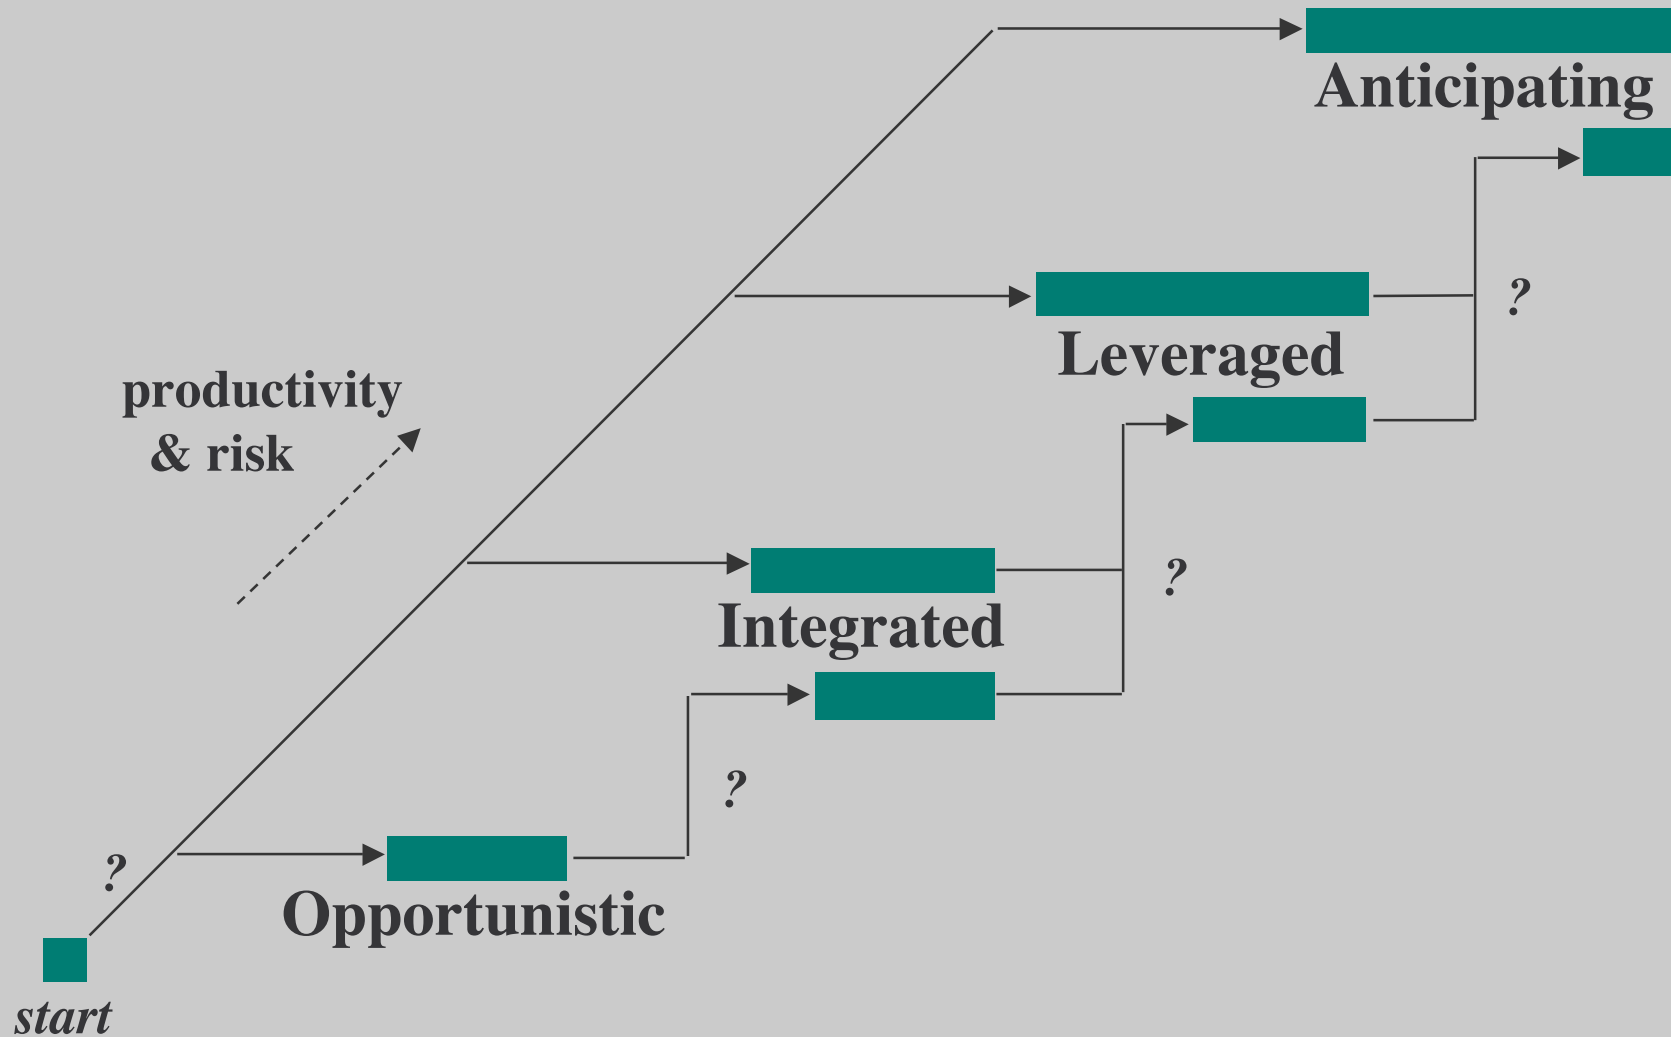 Anticipating
?
Leveraged
productivity
& risk
?
Integrated
?
?
Opportunistic
start